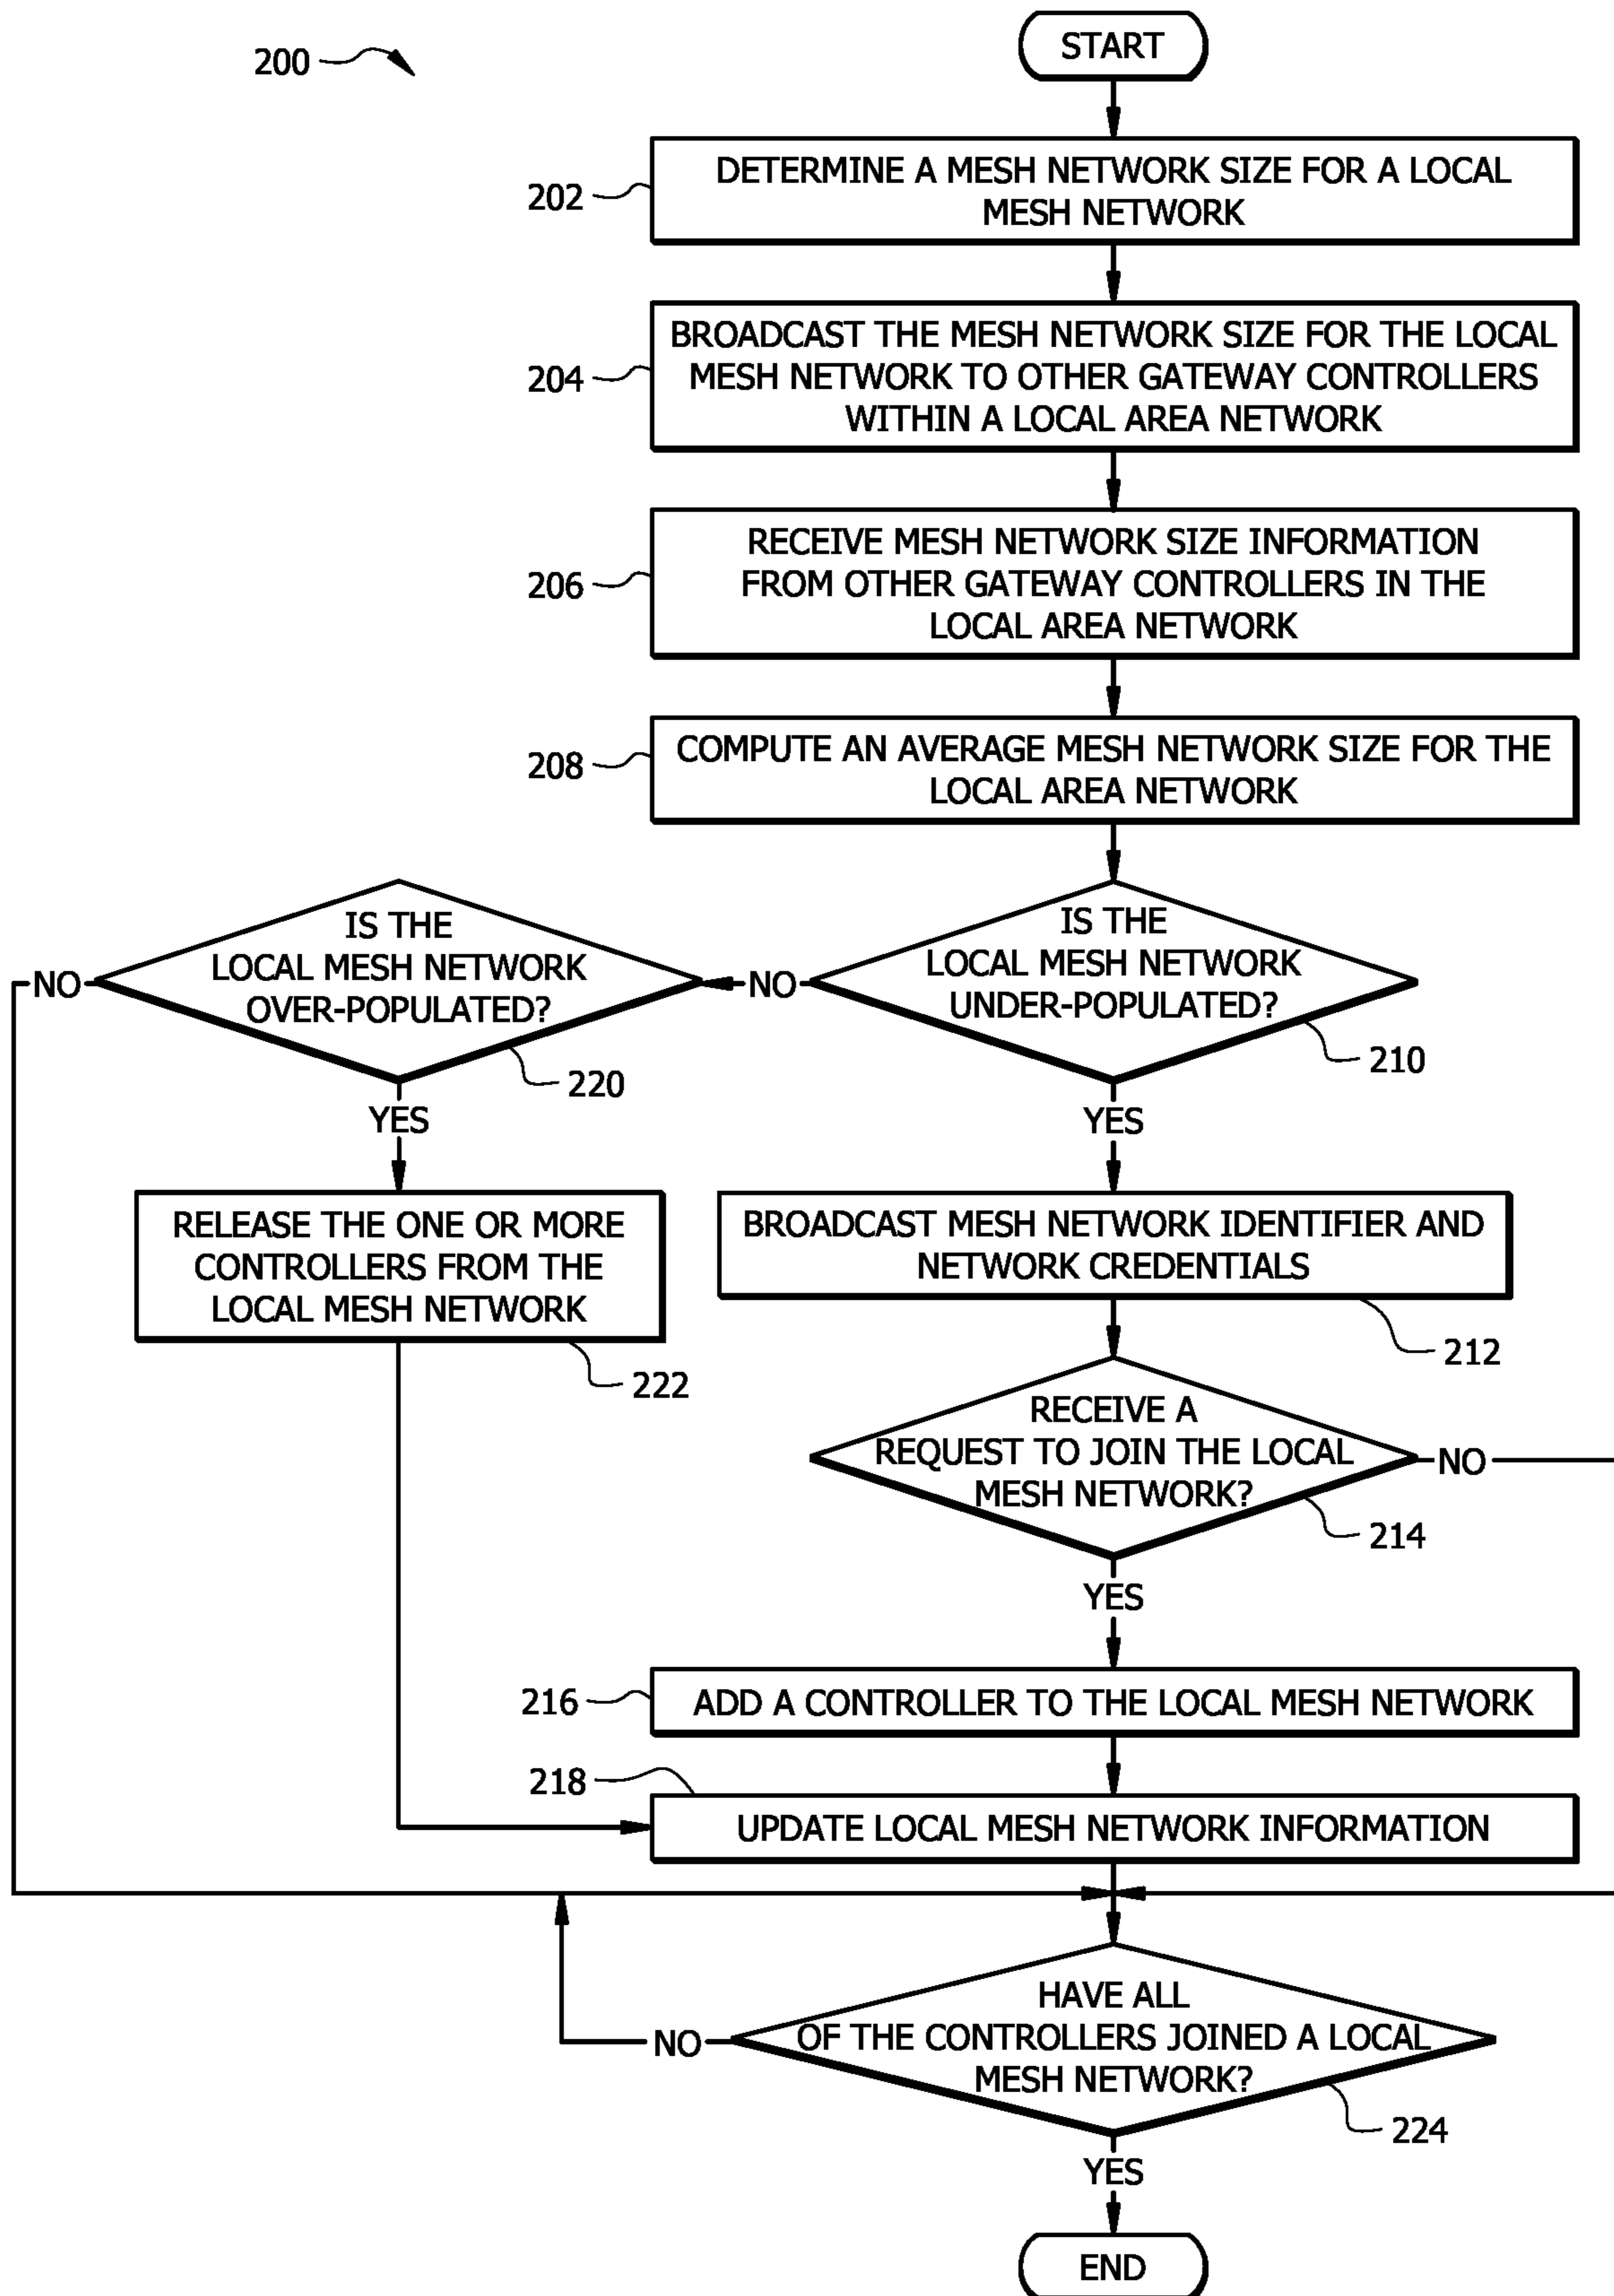 200
START
202
DETERMINE A MESH NETWORK SIZE FOR A LOCAL
MESH NETWORK
204
BROADCAST THE MESH NETWORK SIZE FOR THE LOCAL
MESH NETWORK TO OTHER GATEWAY CONTROLLERS
WITHIN A LOCAL AREA NETWORK
206
RECEIVE MESH NETWORK SIZE INFORMATION
FROM OTHER GATEWAY CONTROLLERS IN THE
LOCAL AREA NETWORK
208
COMPUTE AN AVERAGE MESH NETWORK SIZE FOR THE
LOCAL AREA NETWORK
IS THE
LOCAL MESH NETWORK
UNDER-POPULATED?
210
NO
YES
IS THE
LOCAL MESH NETWORK
OVER-POPULATED?
220
NO
YES
RELEASE THE ONE OR MORE
CONTROLLERS FROM THE
LOCAL MESH NETWORK
222
BROADCAST MESH NETWORK IDENTIFIER AND
NETWORK CREDENTIALS
212
RECEIVE A
REQUEST TO JOIN THE LOCAL
MESH NETWORK?
NO
214
YES
216
ADD A CONTROLLER TO THE LOCAL MESH NETWORK
218
UPDATE LOCAL MESH NETWORK INFORMATION
HAVE ALL
OF THE CONTROLLERS JOINED A LOCAL
MESH NETWORK?
NO
224
YES
END